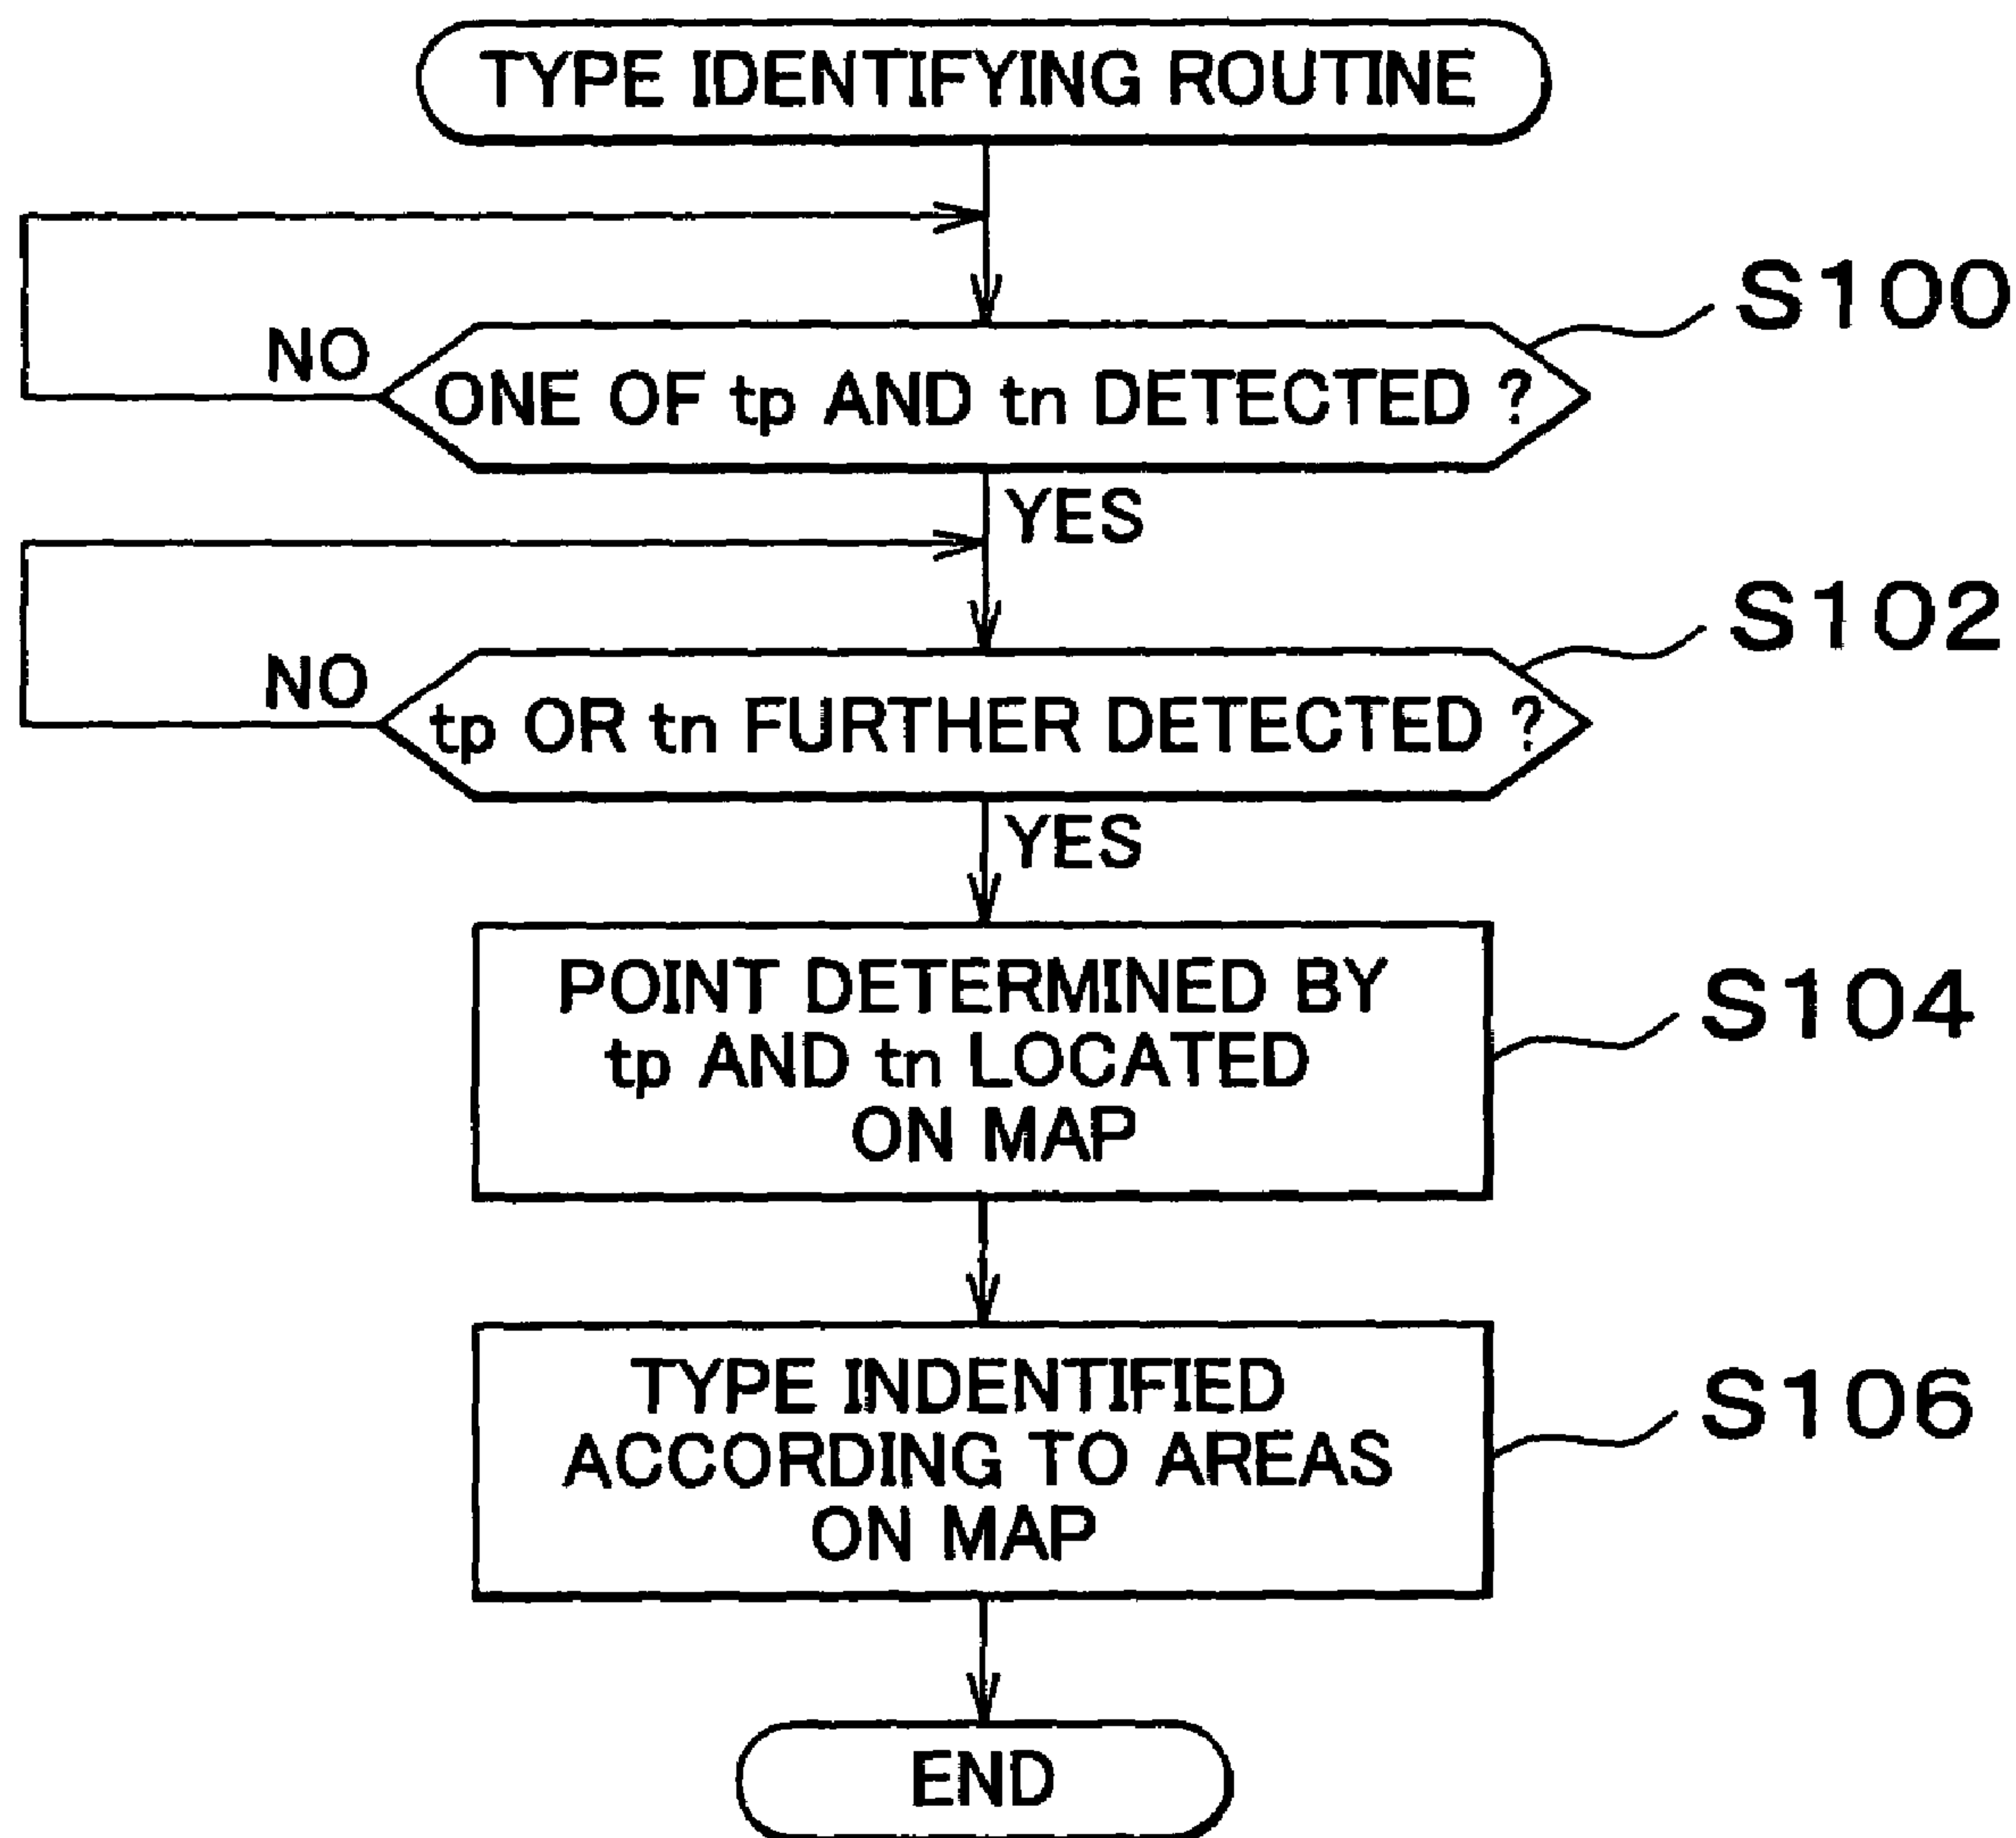 TYPE IDENTIFYING ROUTINE
S100
NO
ONE OF tp AND tn DETECTED ?
YES
S102
NO
tp OR tn FURTHER DETECTED ?
YES
POINT DETERMINED BY
tp AND tn LOCATED
ON MAP
S104
TYPE INDENTIFIED
ACCORDING TO AREAS
ON MAP
S106
END